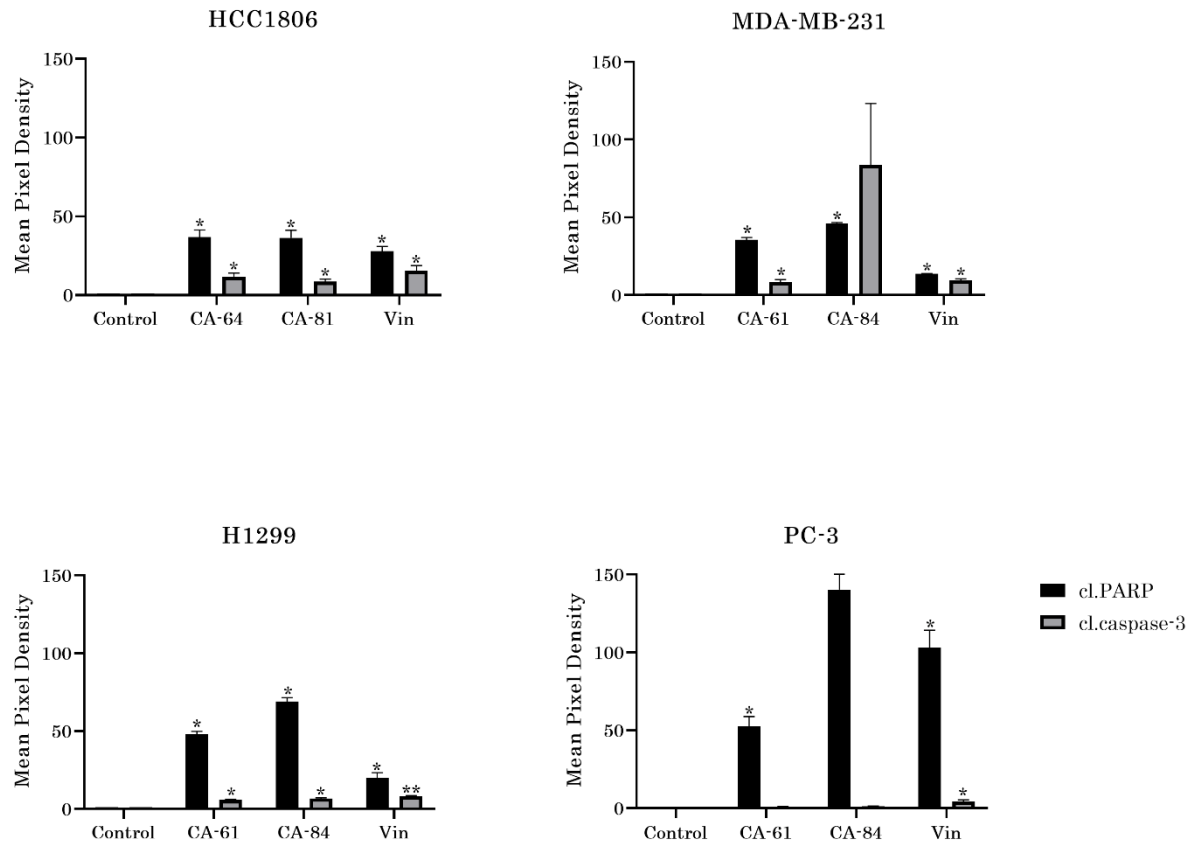 HCC1806
Mean Pixel Density
150
100
50
0
* * * * * *
Control CA-64 CA-81 Vin
MDA-MB-231
Mean Pixel Density
150
100
50
0
* * * * *
Control CA-61 CA-84 Vin
H1299
Mean Pixel Density
150
100
50
0
* * * * * **
Control CA-61 CA-84 Vin
PC-3
Mean Pixel Density
150
100
50
0
* * *
Control CA-61 CA-84 Vin
cl.PARP
cl.caspase-3